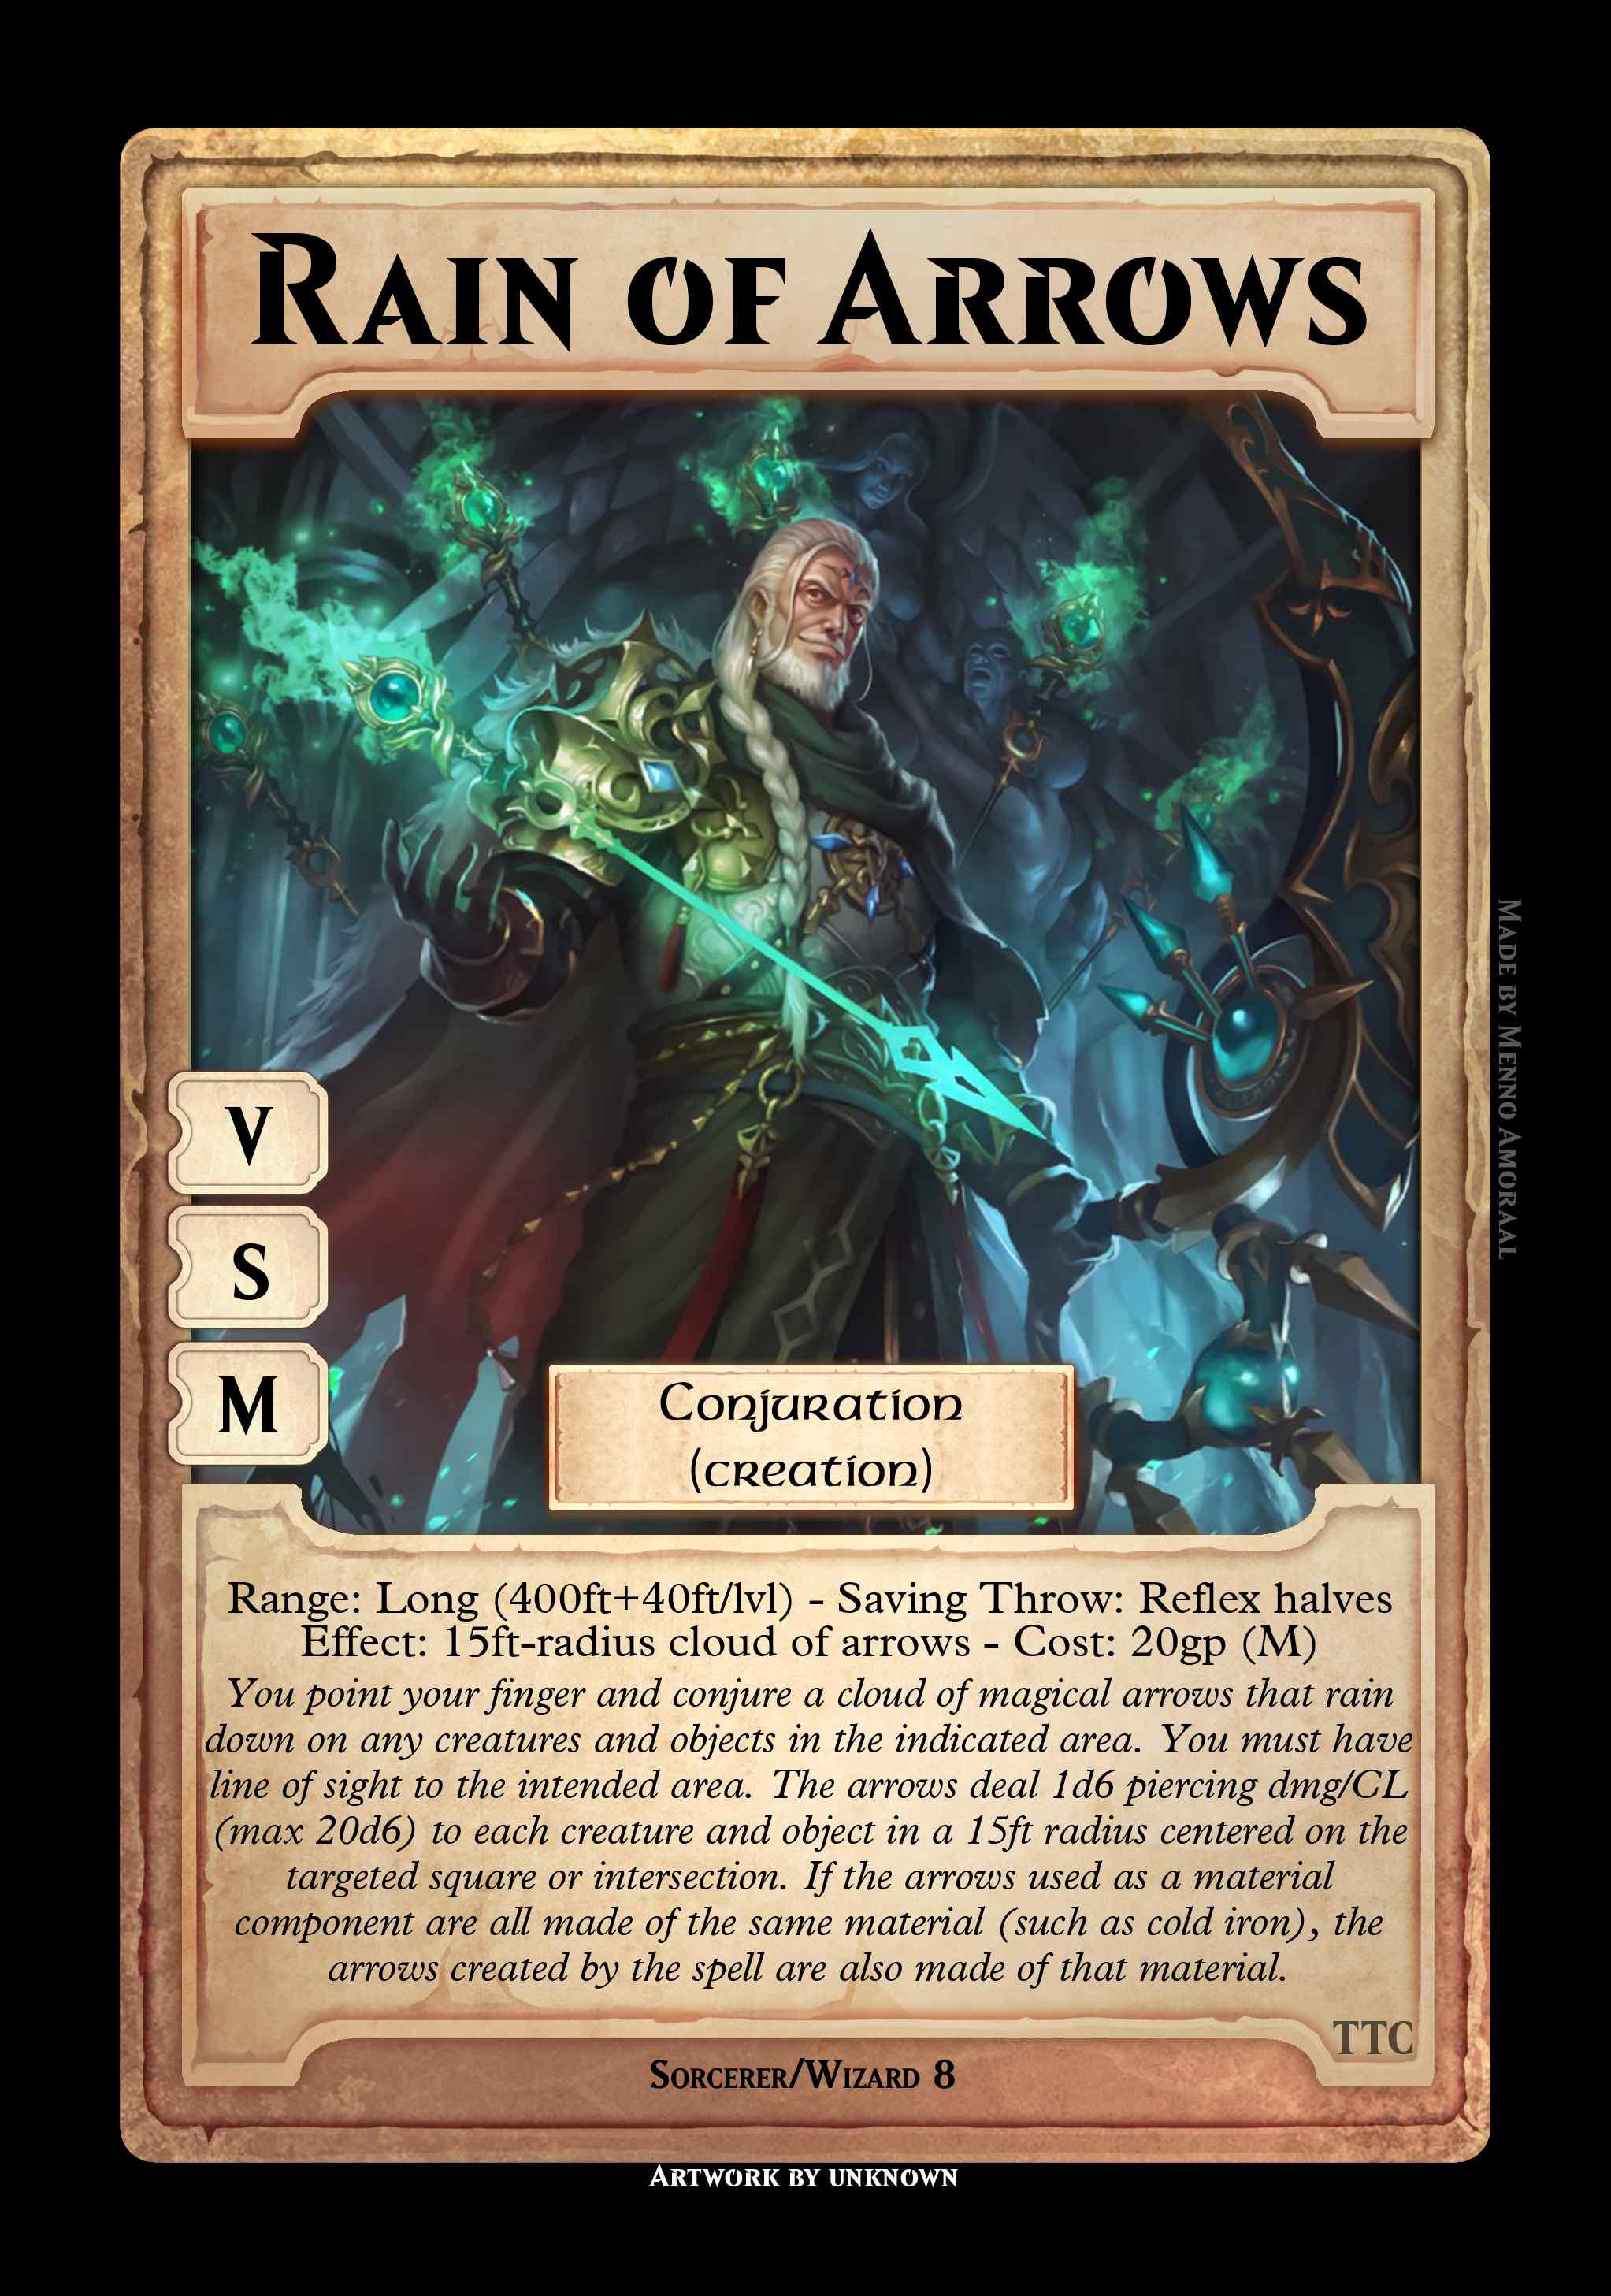 Rain of Arrows
V
S
M
Conjuration
(creation)
Range: Long (400ft+40ft/lvl) - Saving Throw: Reflex halves
Effect: 15ft-radius cloud of arrows - Cost: 20gp (M)
You point your finger and conjure a cloud of magical arrows that rain
down on any creatures and objects in the indicated area. You must have
line of sight to the intended area. The arrows deal 1d6 piercing dmg/CL
(max 20d6) to each creature and object in a 15ft radius centered on the
targeted square or intersection. If the arrows used as a material
component are all made of the same material (such as cold iron), the
arrows created by the spell are also made of that material.
TTC
Sorcerer/Wizard 8
Artwork by unknown
Made by Menno Amoraal